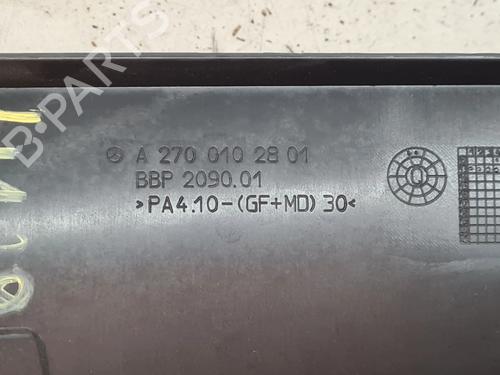 B-PARTS
A 270 010 28 01
BBP 2090.01
>PA4.10-(GF+MD)30<